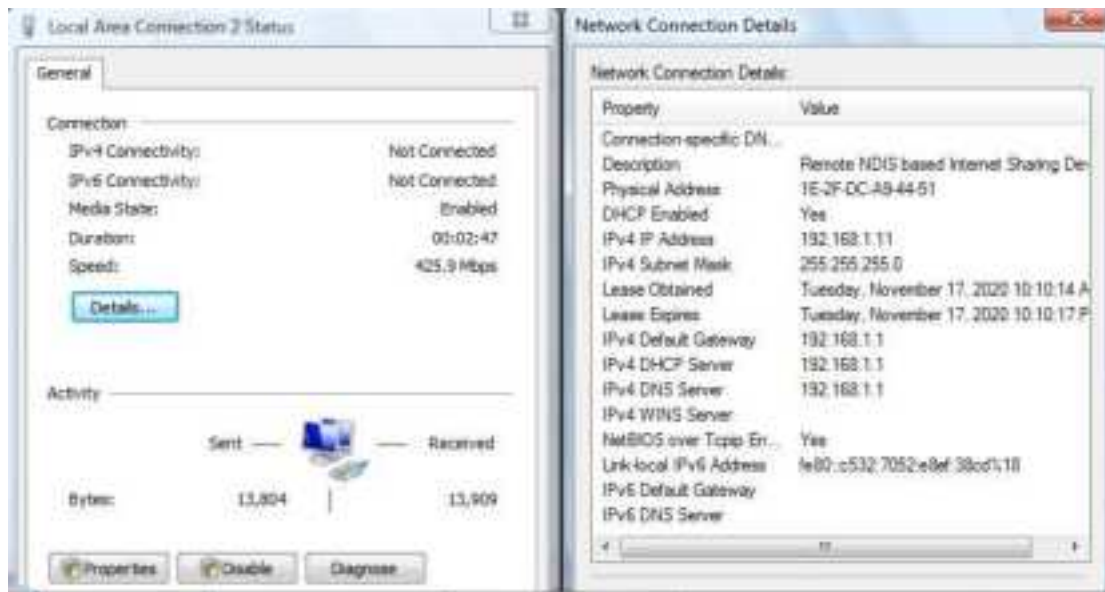 Local Area Connection 2 Status
General
Connection
IPv4 Connectivity: Not Connected
IPv6 Connectivity: Not Connected
Media State: Enabled
Duration: 00:02:47
Speed: 425.9 Mbps
Details...
Activity
Sent Received
Bytes: 13,804 13,909
Properties Disable Diagnose
Network Connection Details
Network Connection Details:
Property Value
Connection-specific DN...
Description Remote NDIS based Internet Sharing De
Physical Address 1E-2F-DC-A9-44-51
DHCP Enabled Yes
IPv4 IP Address 192.168.1.11
IPv4 Subnet Mask 255.255.255.0
Lease Obtained Tuesday, November 17, 2020 10:10:14 A
Lease Expires Tuesday, November 17, 2020 10:10:17 P
IPv4 Default Gateway 192.168.1.1
IPv4 DHCP Server 192.168.1.1
IPv4 DNS Server 192.168.1.1
IPv4 WINS Server
NetBIOS over Tcpip En... Yes
Link-local IPv6 Address fe80::c532:7052:e8ef:38cd%18
IPv6 Default Gateway
IPv6 DNS Server